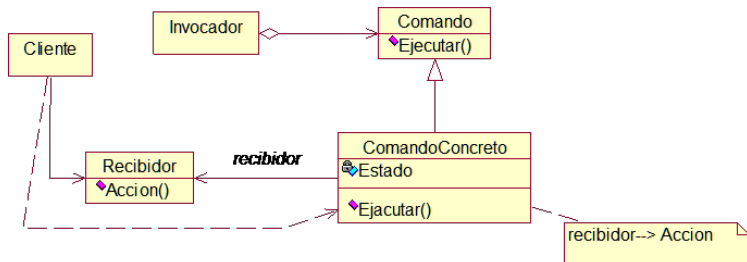 Invocador
Comando
Ejecutar()
Cliente
Recibidor
Accion()
recibidor
ComandoConcreto
Estado
Ejacutar()
recibidor--> Accion